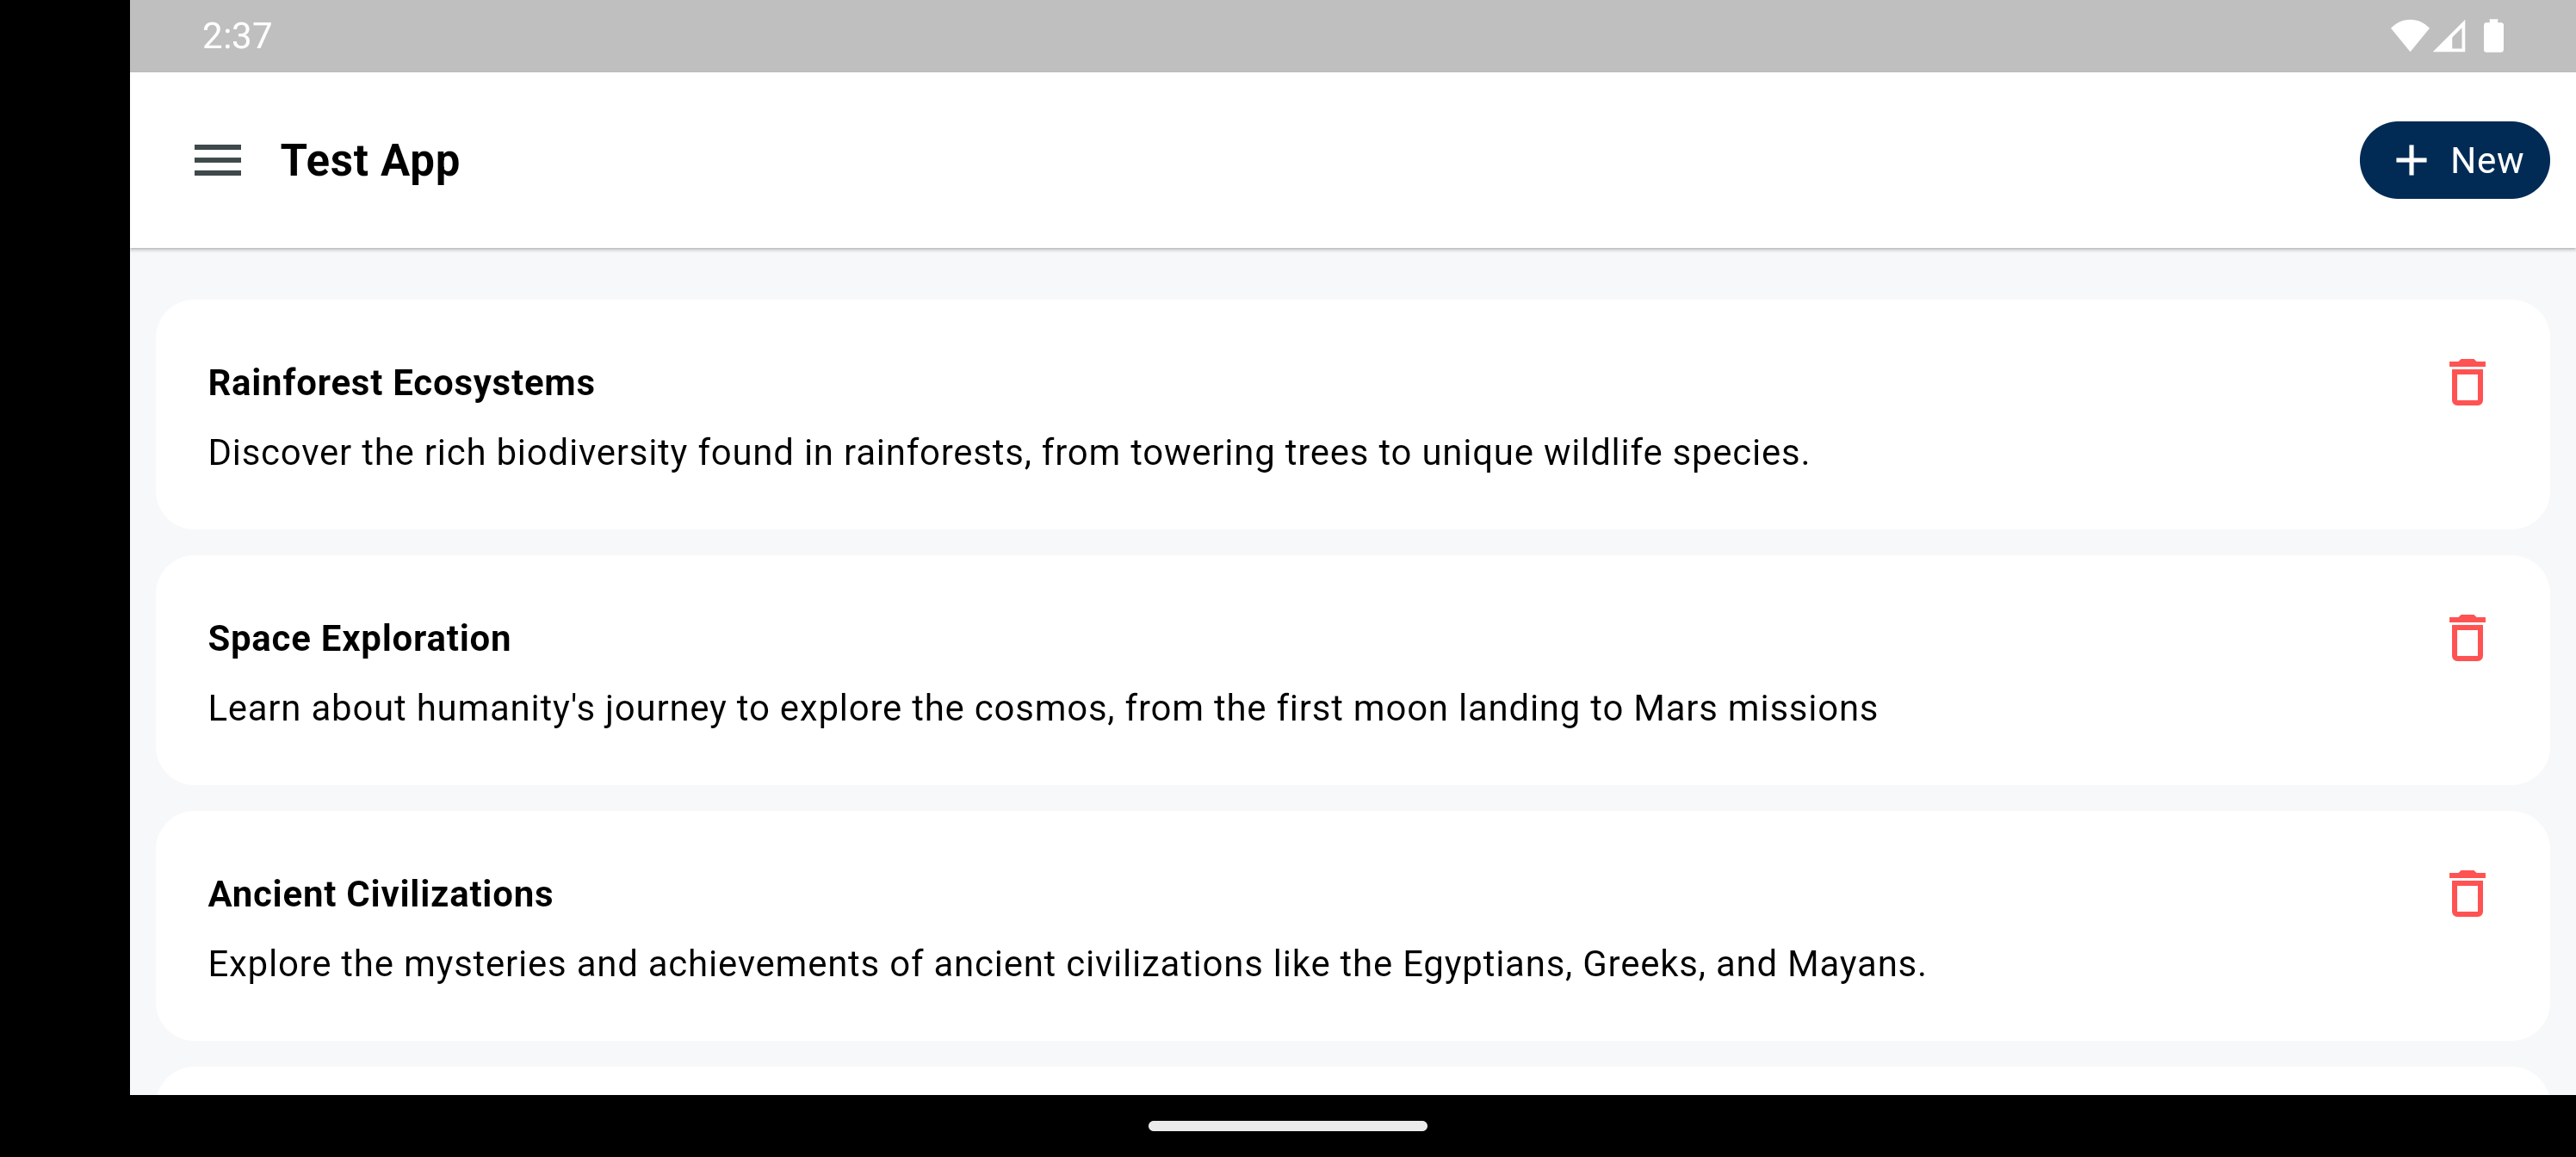 2:37
Test App
New
Rainforest Ecosystems
Discover the rich biodiversity found in rainforests, from towering trees to unique wildlife species.
Space Exploration
Learn about humanity's journey to explore the cosmos, from the first moon landing to Mars missions
Ancient Civilizations
Explore the mysteries and achievements of ancient civilizations like the Egyptians, Greeks, and Mayans.